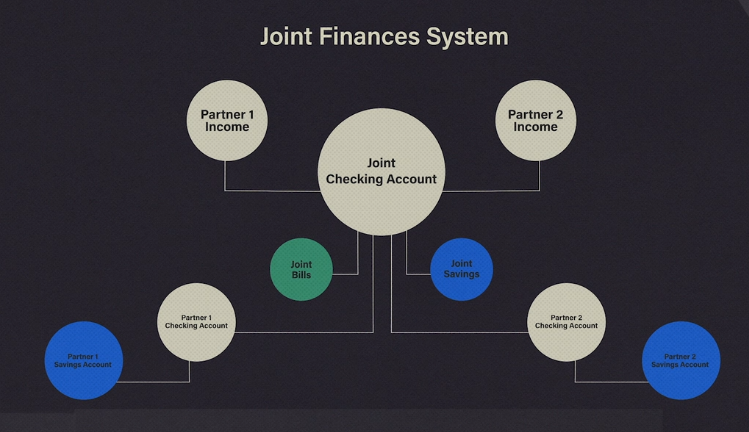 Joint Finances System
Partner 1
Income
Partner 2
Income
Joint
Checking Account
Joint
Bills
Joint
Savings
Partner 1
Checking Account
Partner 2
Checking Account
Partner 1
Savings Account
Partner 2
Savings Account